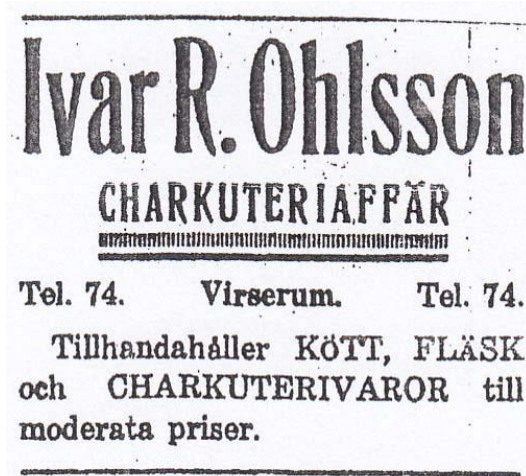 Ivar R. Ohlsson
CHARKUTERIAFFÄR
Tel. 74. Virserum. Tel. 74.
Tillhandahåller KÖTT, FLÄSK
och CHARKUTERIVAROR till
moderata priser.